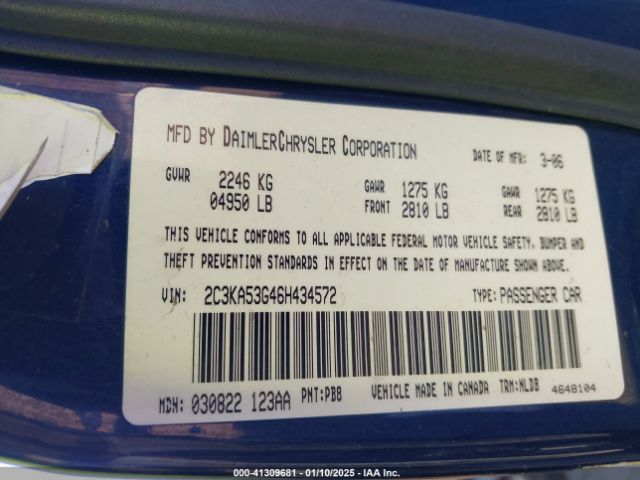 MFD BY DAIMLERCHRYSLER CORPORATION DATE OF MFR: 3-06
GVWR 2246 KG GAWR 1275 KG GAWR 1275 KG
04950 LB FRONT 2810 LB REAR 2810 LB
THIS VEHICLE CONFORMS TO ALL APPLICABLE FEDERAL MOTOR VEHICLE SAFETY, BUMPER AND
THEFT PREVENTION STANDARDS IN EFFECT ON THE DATE OF MANUFACTURE SHOWN ABOVE.
VIN: 2C3KA53G46H434572 TYPE: PASSENGER CAR
MDH: 030822 123AA PNT:PB8 VEHICLE MADE IN CANADA TRM:NLDB 4648104
000-41309681 - 01/10/2025 - IAA Inc.